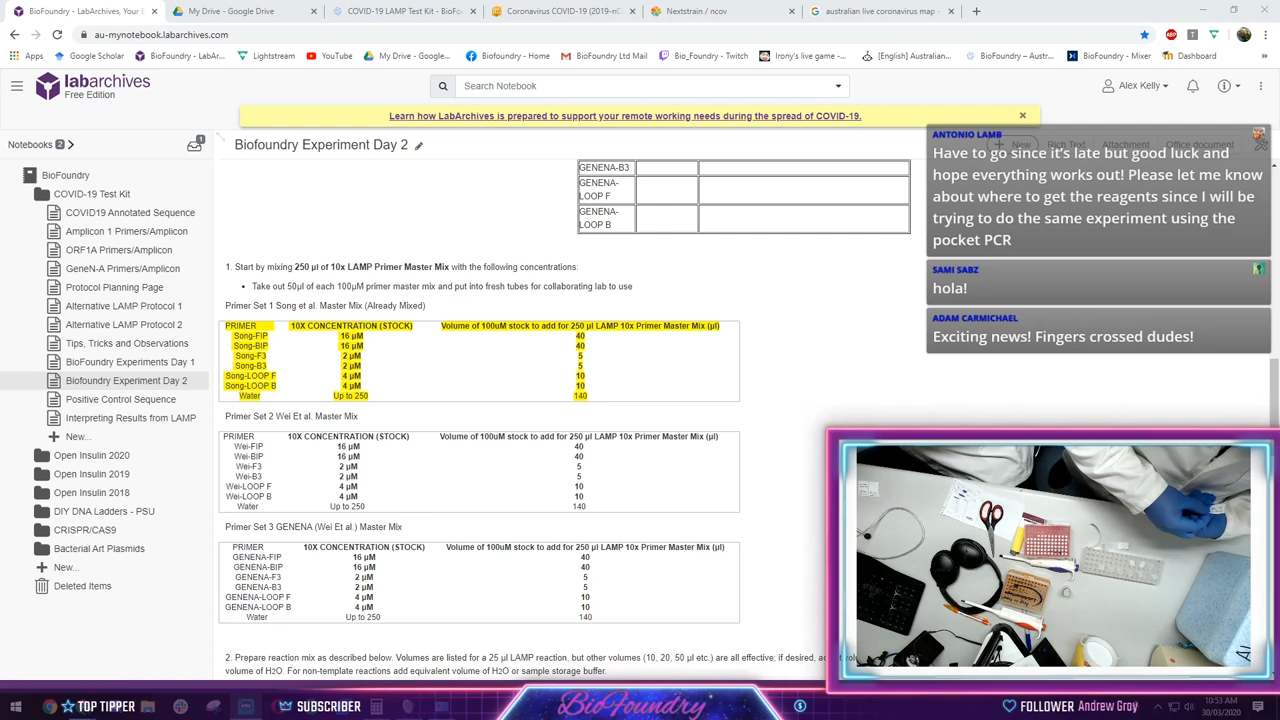 BioFoundry - LabArchives, Your
My Drive - Google Drive
COVID-19 LAMP Test Kit - BioFou
Coronavirus COVID-19 (2019-nC
Nextstrain / ncov
australian live coronavirus map -
au-mynotebook.labarchives.com
Apps
Google Scholar
BioFoundry - LabAr...
Lightstream
YouTube
My Drive - Google...
Biofoundry - Home
BioFoundry Ltd Mail
Bio_Foundry - Twitch
Irony's live game -...
[English] Australian...
BioFoundry – Austr...
BioFoundry - Mixer
Dashboard
labarchives
Free Edition
Search Notebook
Alex Kelly
Learn how LabArchives is prepared to support your remote working needs during the spread of COVID-19.
Notebooks 2
BioFoundry
COVID-19 Test Kit
COVID19 Annotated Sequence
Amplicon 1 Primers/Amplicon
ORF1A Primers/Amplicon
GeneN-A Primers/Amplicon
Protocol Planning Page
Alternative LAMP Protocol 1
Alternative LAMP Protocol 2
Tips, Tricks and Observations
BioFoundry Experiments Day 1
Biofoundry Experiment Day 2
Positive Control Sequence
Interpreting Results from LAMP
New...
Open Insulin 2020
Open Insulin 2019
Open Insulin 2018
DIY DNA Ladders - PSU
CRISPR/CAS9
Bacterial Art Plasmids
New...
Deleted Items
Biofoundry Experiment Day 2
New Rich Text Attachment Office document
GENENA-B3
GENENA-
LOOP F
GENENA-
LOOP B
1. Start by mixing 250 µl of 10x LAMP Primer Master Mix with the following concentrations:
• Take out 50µl of each 100µM primer master mix and put into fresh tubes for collaborating lab to use
Primer Set 1 Song et al. Master Mix (Already Mixed)
PRIMER 10X CONCENTRATION (STOCK) Volume of 100uM stock to add for 250 µl LAMP 10x Primer Master Mix (µl)
Song-FIP 16 µM 40
Song-BIP 16 µM 40
Song-F3 2 µM 5
Song-B3 2 µM 5
Song-LOOP F 4 µM 10
Song-LOOP B 4 µM 10
Water Up to 250 140
Primer Set 2 Wei Et al. Master Mix
PRIMER 10X CONCENTRATION (STOCK) Volume of 100uM stock to add for 250 µl LAMP 10x Primer Master Mix (µl)
Wei-FIP 16 µM 40
Wei-BIP 16 µM 40
Wei-F3 2 µM 5
Wei-B3 2 µM 5
Wei-LOOP F 4 µM 10
Wei-LOOP B 4 µM 10
Water Up to 250 140
Primer Set 3 GENENA (Wei Et al.) Master Mix
PRIMER 10X CONCENTRATION (STOCK) Volume of 100uM stock to add for 250 µl LAMP 10x Primer Master Mix (µl)
GENENA-FIP 16 µM 40
GENENA-BIP 16 µM 40
GENENA-F3 2 µM 5
GENENA-B3 2 µM 5
GENENA-LOOP F 4 µM 10
GENENA-LOOP B 4 µM 10
Water Up to 250 140
2. Prepare reaction mix as described below. Volumes are listed for a 25 µl LAMP reaction, but other volumes (10, 20, 50 µl etc.) are all effective; if desired,
volume of H2O. For non-template reactions add equivalent volume of H2O or sample storage buffer.
ANTONIO LAMB
Have to go since it's late but good luck and
hope everything works out! Please let me know
about where to get the reagents since I will be
trying to do the same experiment using the
pocket PCR
SAMI SABZ
hola!
ADAM CARMICHAEL
Exciting news! Fingers crossed dudes!
TOP TIPPER
SUBSCRIBER
BioFoundry
FOLLOWER Andrew Gray
10:53 AM
30/03/2020